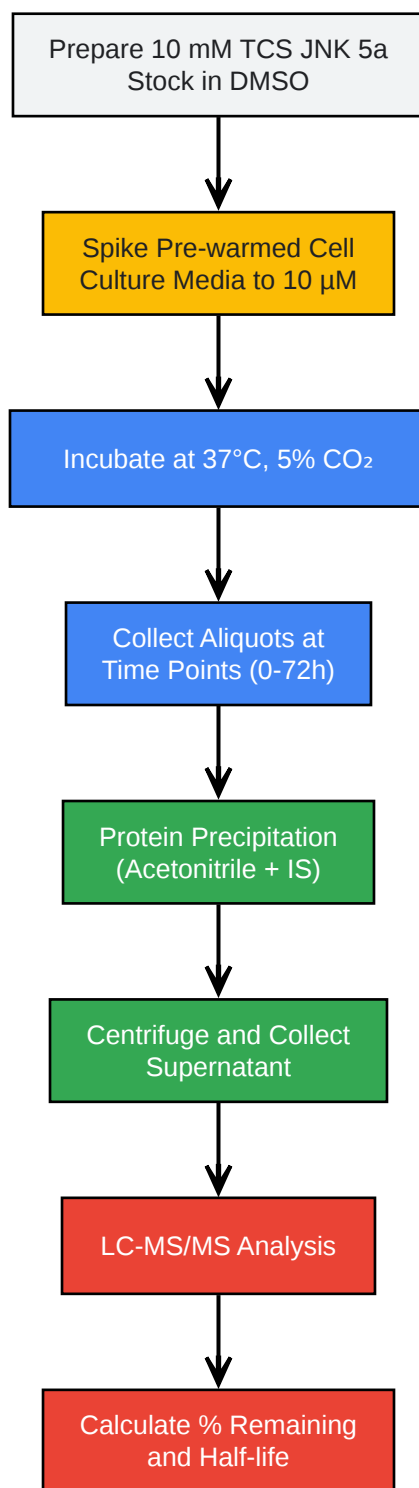 Prepare 10 mM TCS JNK 5a
Stock in DMSO
Spike Pre-warmed Cell
Culture Media to 10 µM
Incubate at 37°C, 5% CO₂
Collect Aliquots at
Time Points (0-72h)
Protein Precipitation
(Acetonitrile + IS)
Centrifuge and Collect
Supernatant
LC-MS/MS Analysis
Calculate % Remaining
and Half-life